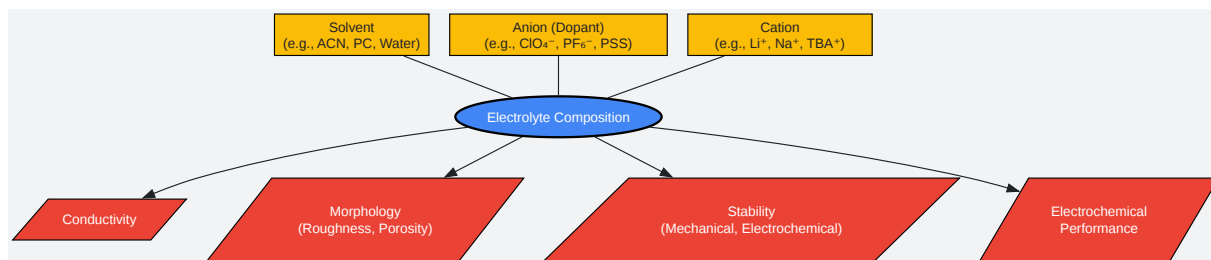 Solvent
(e.g., ACN, PC, Water)
Anion (Dopant)
(e.g., ClO₄⁻, PF₆⁻, PSS)
Cation
(e.g., Li⁺, Na⁺, TBA⁺)
Electrolyte Composition
Conductivity
Morphology
(Roughness, Porosity)
Stability
(Mechanical, Electrochemical)
Electrochemical
Performance